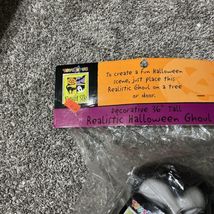 To create a fun Halloween
scene, just place this
Realistic Ghoul on a tree
or door.
Decorative 36" Tall
Realistic Halloween Ghoul